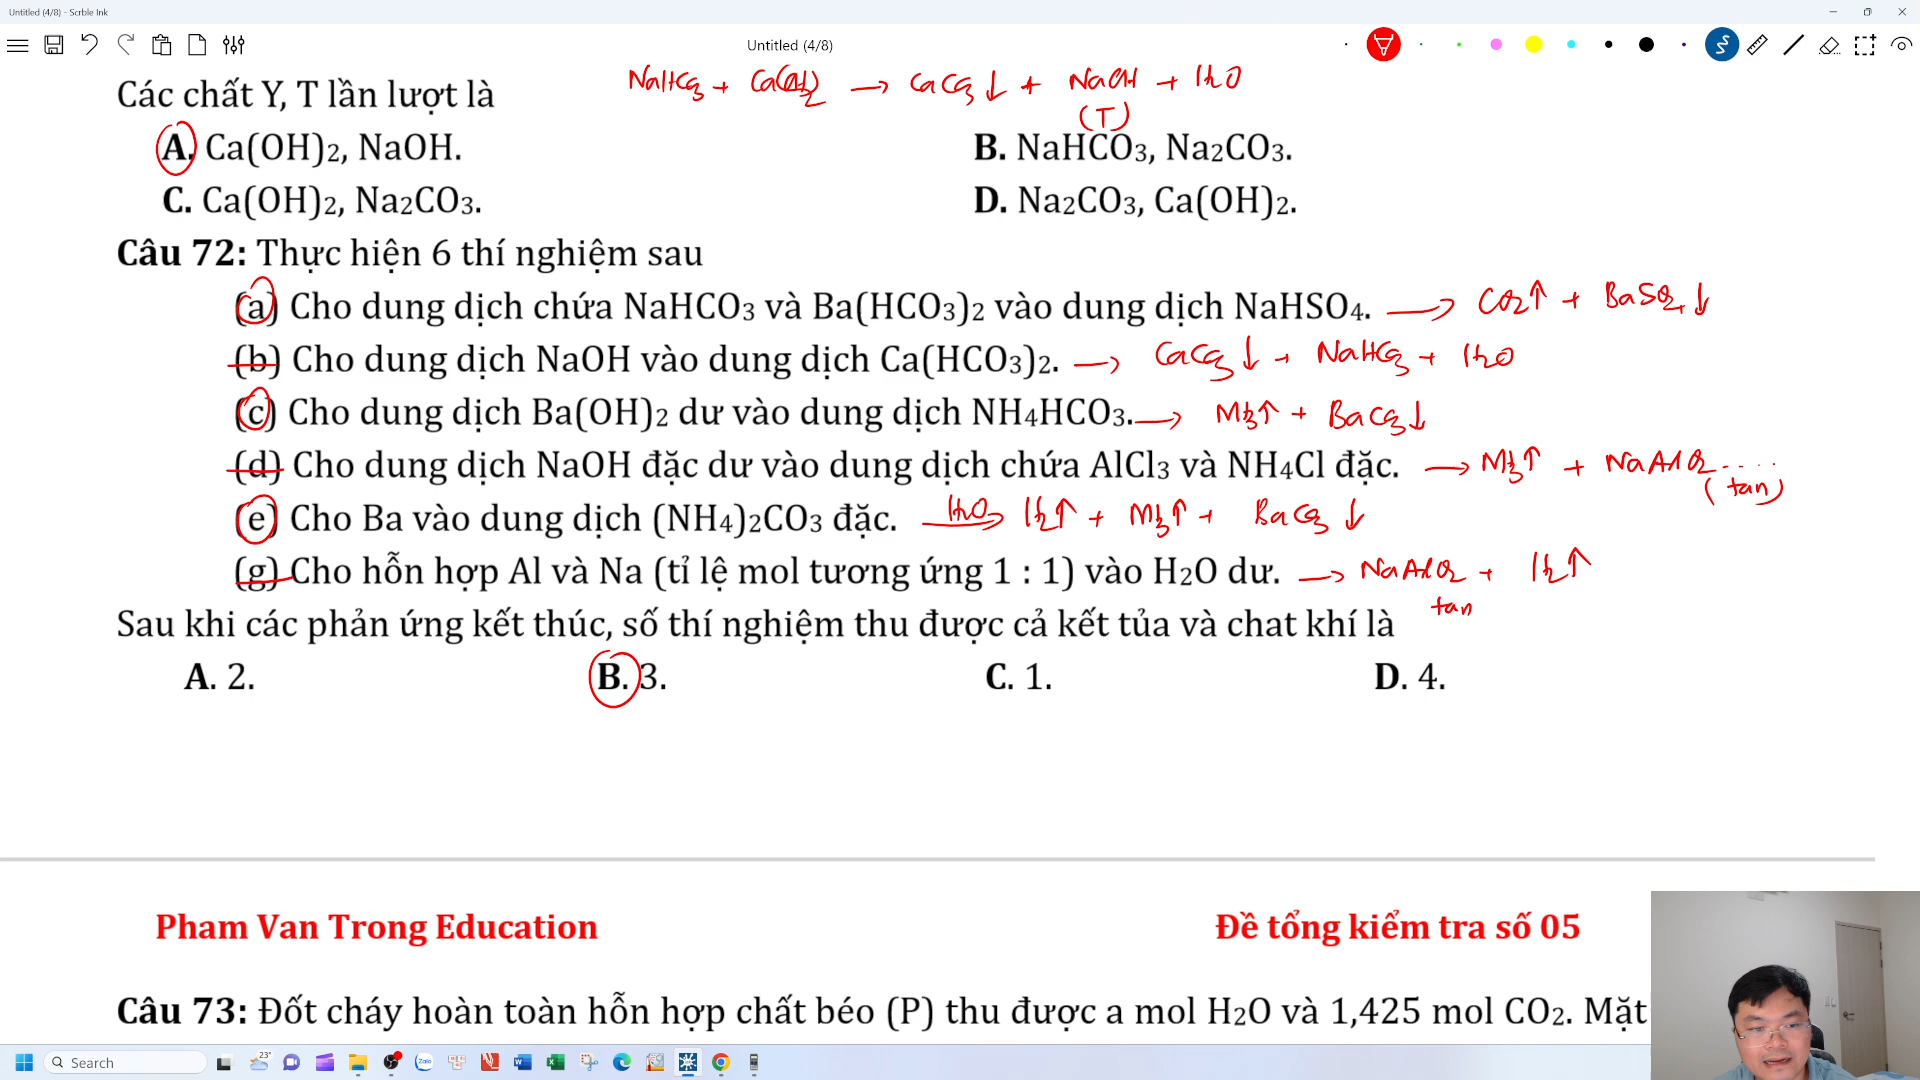 Untitled (4/8) - Scrble Ink
Untitled (4/8)
NaHCO3 + Ca(OH)2 → CaCO3↓ + NaOH + H2O
(T)
Các chất Y, T lần lượt là
A. Ca(OH)2, NaOH. B. NaHCO3, Na2CO3.
C. Ca(OH)2, Na2CO3. D. Na2CO3, Ca(OH)2.
Câu 72: Thực hiện 6 thí nghiệm sau
(a) Cho dung dịch chứa NaHCO3 và Ba(HCO3)2 vào dung dịch NaHSO4. → CO2↑ + BaSO4↓
(b) Cho dung dịch NaOH vào dung dịch Ca(HCO3)2. → CaCO3↓ + NaHCO3 + H2O
(c) Cho dung dịch Ba(OH)2 dư vào dung dịch NH4HCO3. → NH3↑ + BaCO3↓
(d) Cho dung dịch NaOH đặc dư vào dung dịch chứa AlCl3 và NH4Cl đặc. → NH3↑ + NaAlO2 .....
(tan)
(e) Cho Ba vào dung dịch (NH4)2CO3 đặc. H2O → H2↑ + NH3↑ + BaCO3↓
(g) Cho hỗn hợp Al và Na (tỉ lệ mol tương ứng 1 : 1) vào H2O dư. → NaAlO2 + H2↑
tan
Sau khi các phản ứng kết thúc, số thí nghiệm thu được cả kết tủa và chat khí là
A. 2. B. 3. C. 1. D. 4.
Pham Van Trong Education Đề tổng kiểm tra số 05
Câu 73: Đốt cháy hoàn toàn hỗn hợp chất béo (P) thu được a mol H2O và 1,425 mol CO2. Mặt
Search
23°
Zalo